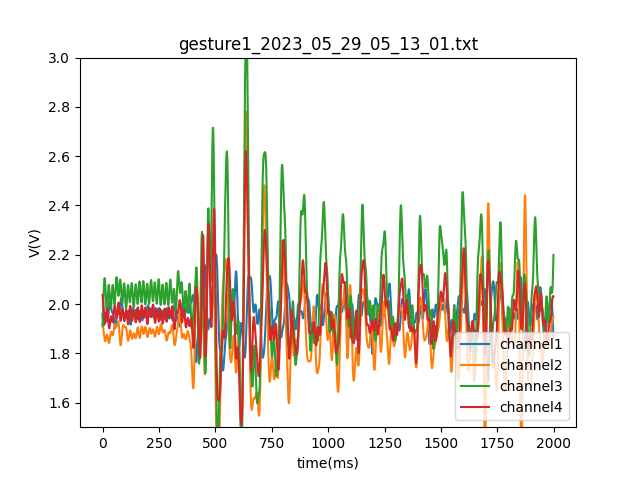 gesture1_2023_05_29_05_13_01.txt
3.0
2.8
2.6
2.4
2.2
2.0
1.8
1.6
V(V)
channel1
channel2
channel3
channel4
0 250 500 750 1000 1250 1500 1750 2000
time(ms)